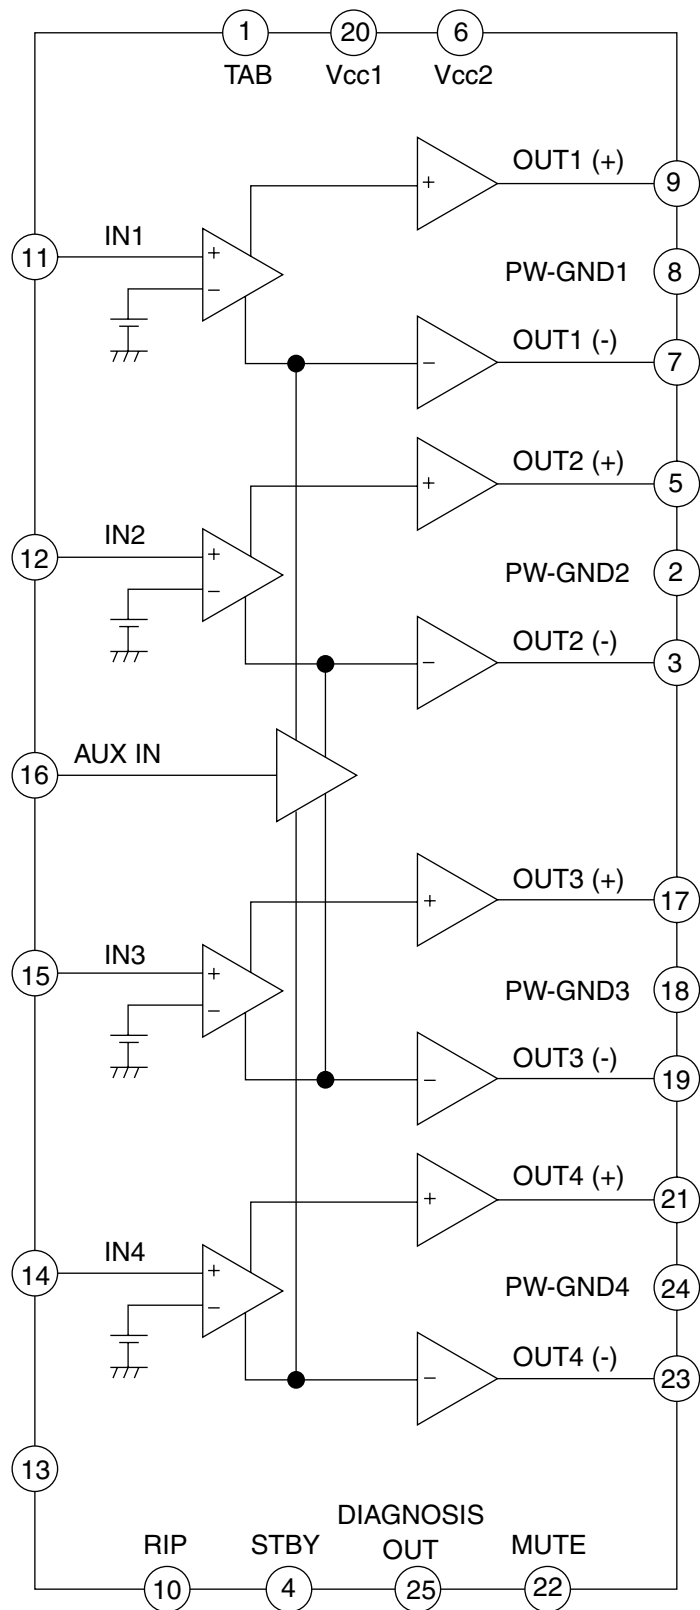 1 20 6
TAB Vcc1 Vcc2
OUT1 (+)
9
+
IN1
11
+
−
PW-GND1
8
OUT1 (-)
7
−
OUT2 (+)
5
+
IN2
12
+
−
PW-GND2
2
OUT2 (-)
3
−
AUX IN
16
OUT3 (+)
17
+
IN3
15
+
−
PW-GND3
18
OUT3 (-)
19
−
OUT4 (+)
21
+
IN4
14
+
−
PW-GND4
24
OUT4 (-)
23
−
13
DIAGNOSIS
RIP STBY OUT MUTE
10 4 25 22